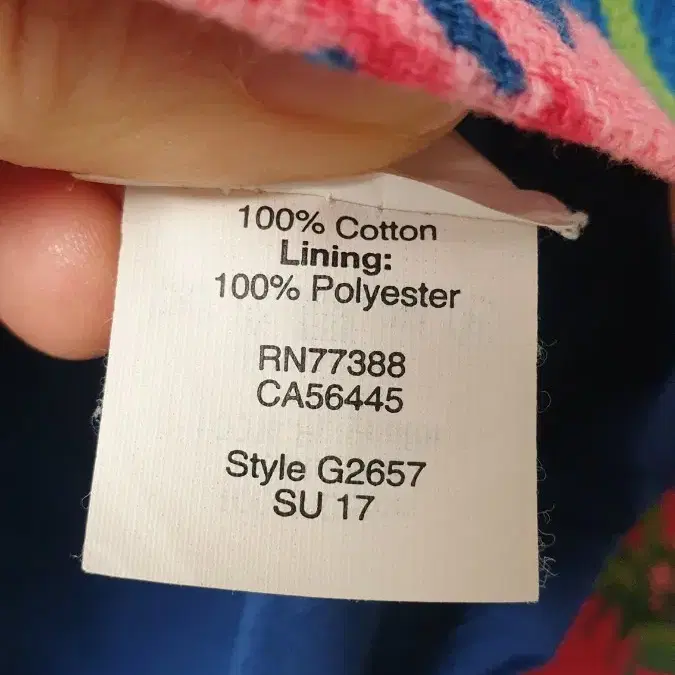 100% Cotton
Lining:
100% Polyester
RN77388
CA56445
Style G2657
SU 17